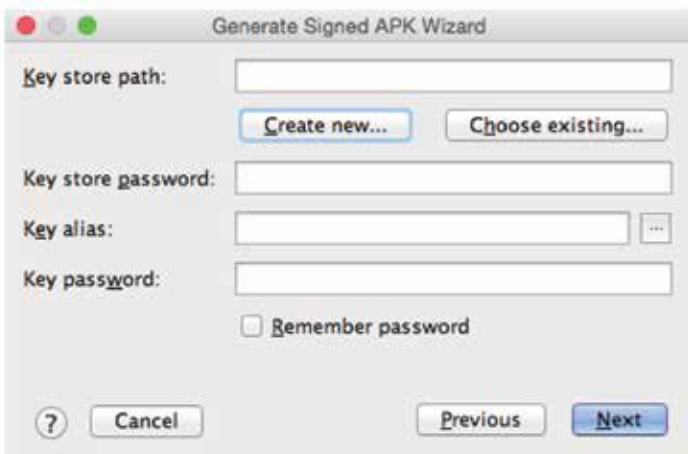 Generate Signed APK Wizard
Key store path:
Create new... Choose existing...
Key store password:
Key alias: ...
Key password:
Remember password
? Cancel Previous Next